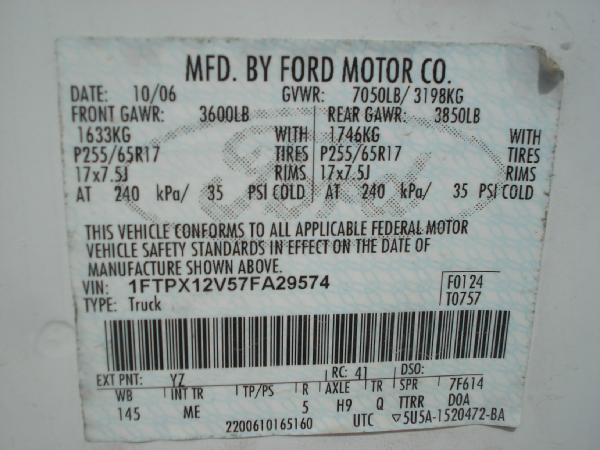 MFD. BY FORD MOTOR CO.
DATE: 10/06 GVWR: 7050LB/ 3198KG
FRONT GAWR: 3600LB REAR GAWR: 3850LB
1633KG WITH 1746KG WITH
P255/65R17 TIRES P255/65R17 TIRES
17x7.5J RIMS 17x7.5J RIMS
AT 240 kPa/ 35 PSI COLD AT 240 kPa/ 35 PSI COLD
Ford
THIS VEHICLE CONFORMS TO ALL APPLICABLE FEDERAL MOTOR
VEHICLE SAFETY STANDARDS IN EFFECT ON THE DATE OF
MANUFACTURE SHOWN ABOVE.
VIN: 1FTPX12V57FA29574 F0124
TYPE: Truck T0757
EXT PNT: YZ RC: 41 DSO:
WB INT TR TP/PS R AXLE TR SPR 7F614
145 ME 5 H9 Q TTRR DOA
2200610165160 UTC ▽5U5A-1520472-BA